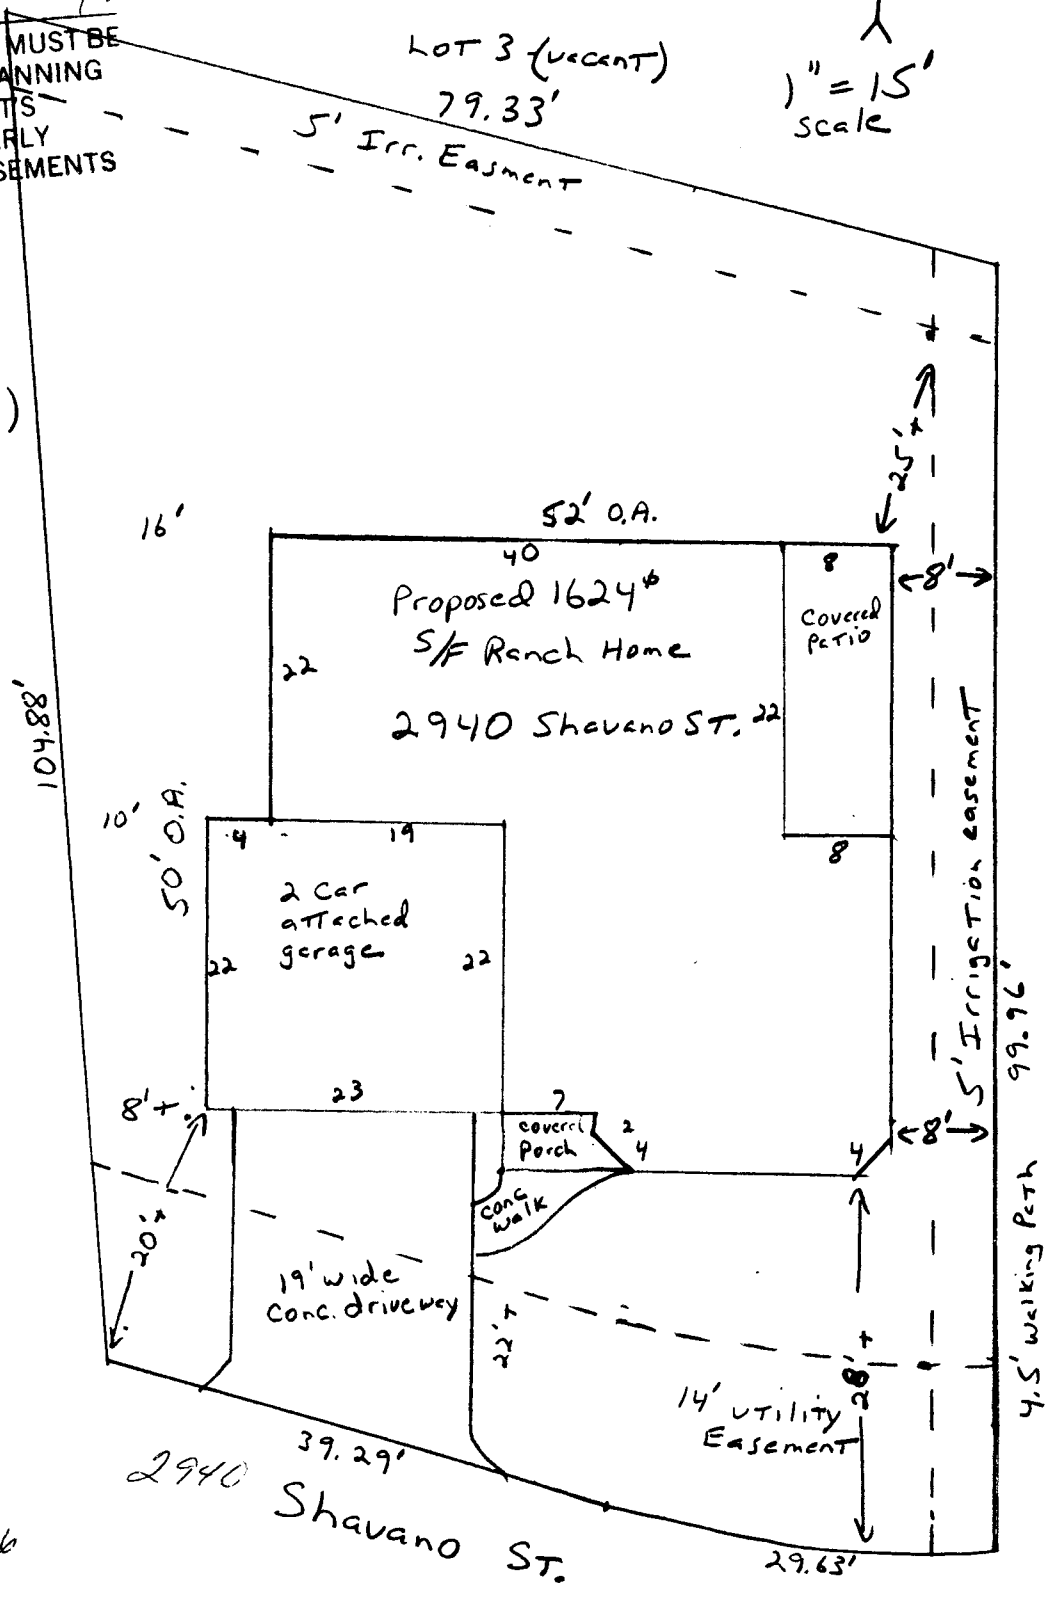 MUST BE
ANNING
T'S
RLY
SEMENTS
LOT 3 (vacant)
79.33'
1" = 15'
scale
5' Irr. Easment
)
16'
52' O.A.
40
8
25'+
8'
Proposed 1624
S/F Ranch Home
2940 Shavano ST.
22
22
Covered
Patio
8
104.88'
10'
50' O.A.
4
19
2 Car
attached
garage
22
22
23
5' Irrigation easement
99.96'
8'+
7
covered
Porch
2
4
4
8'
conc
walk
20'+
19' wide
Conc. driveway
22'+
28'+
14' utility
Easement
4.5' walking Path
39.29'
2940
Shavano ST.
29.63'
6